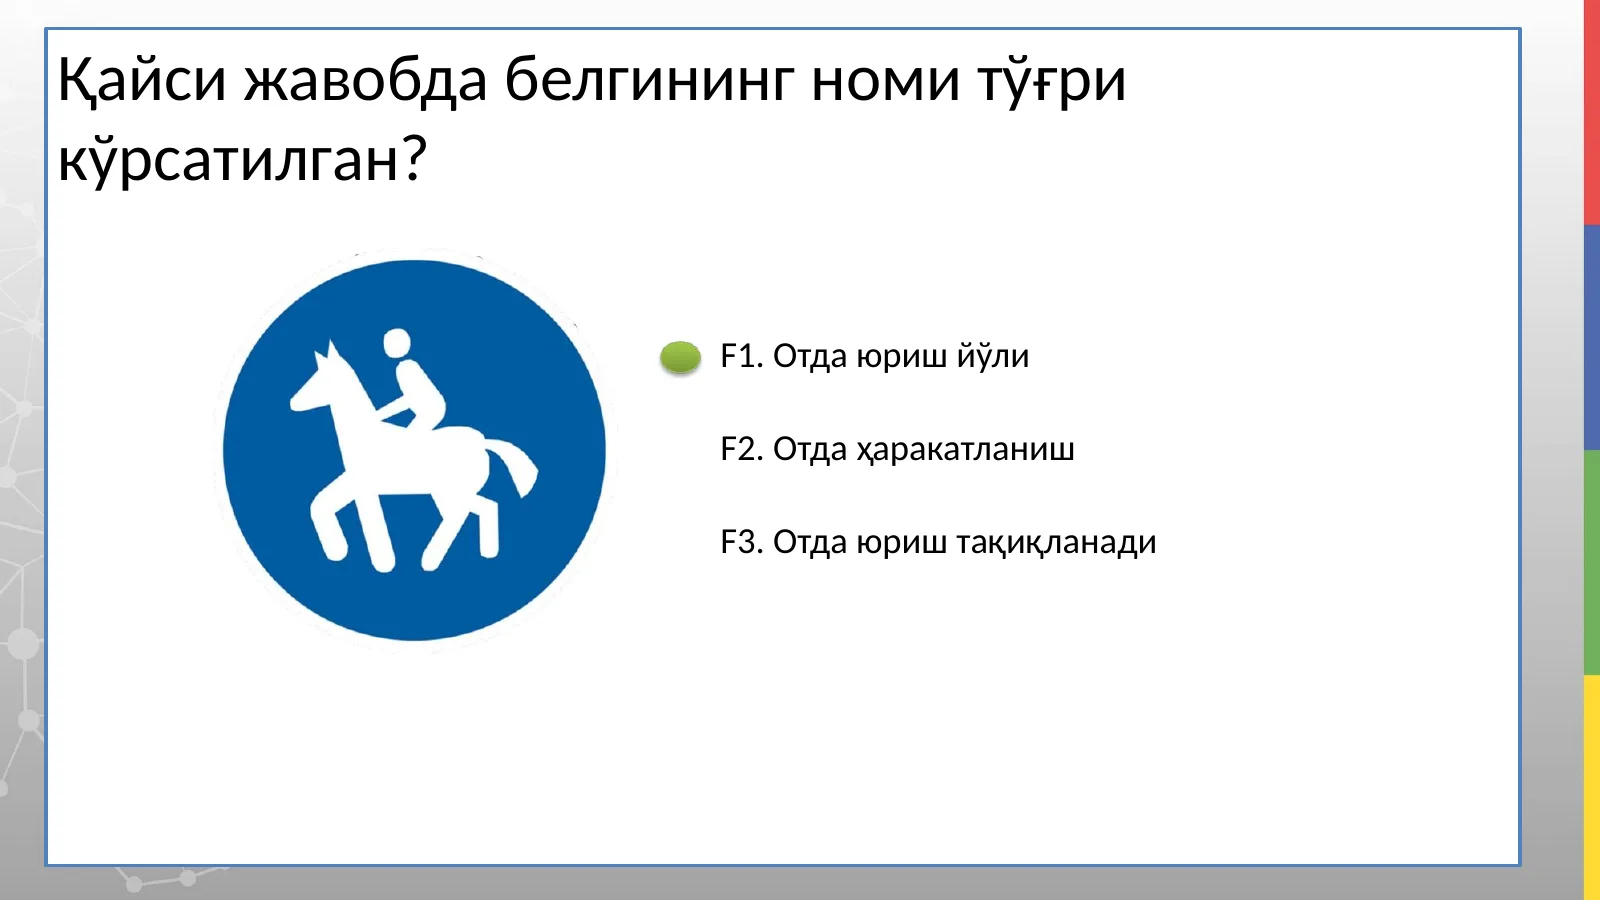 Қайси жавобда белгининг номи тўғри
кўрсатилган?
F1. Отда юриш йўли
F2. Отда ҳаракатланиш
F3. Отда юриш тақиқланади